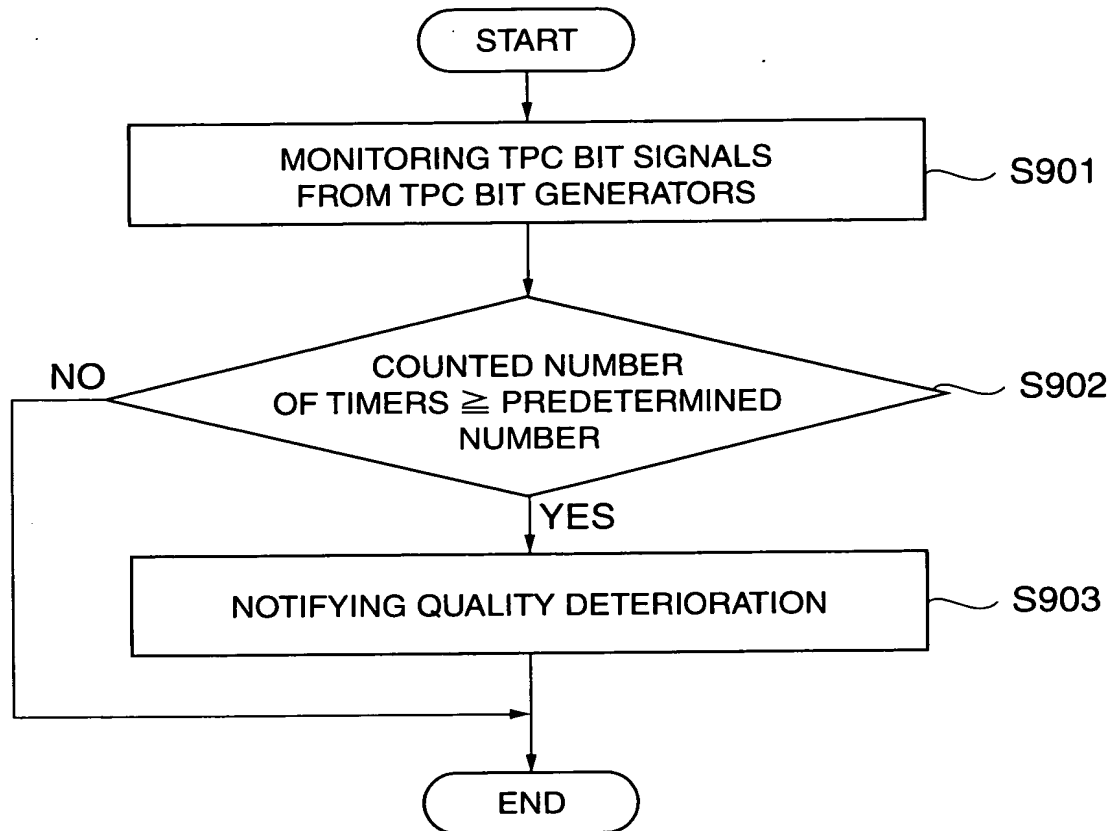 START
MONITORING TPC BIT SIGNALS
FROM TPC BIT GENERATORS
S901
COUNTED NUMBER
OF TIMERS ≧ PREDETERMINED
NUMBER
S902
NO
YES
NOTIFYING QUALITY DETERIORATION
S903
END